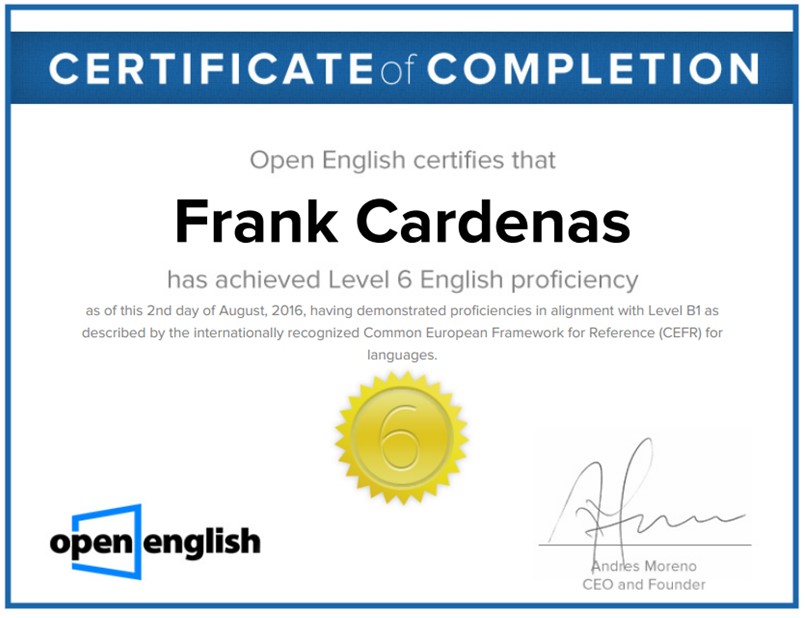 CERTIFICATE of COMPLETION
Open English certifies that
Frank Cardenas
has achieved Level 6 English proficiency
as of this 2nd day of August, 2016, having demonstrated proficiencies in alignment with Level B1 as
described by the internationally recognized Common European Framework for Reference (CEFR) for
languages.
6
open english
Andres Moreno
CEO and Founder